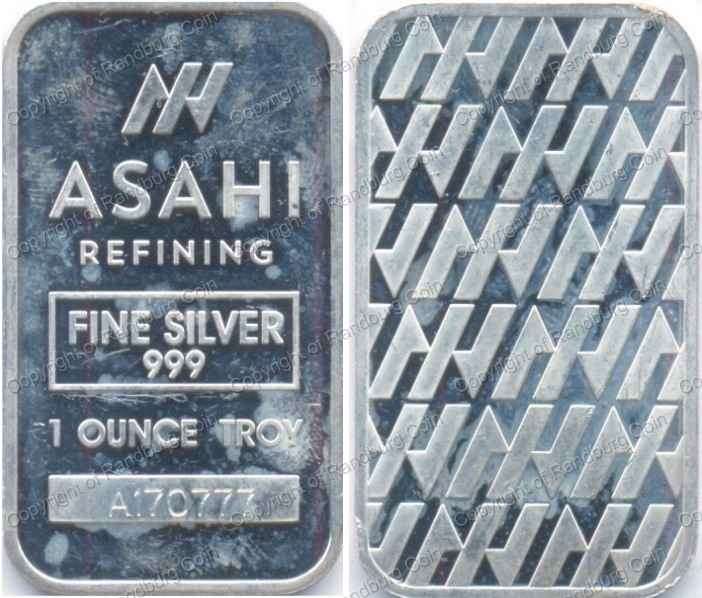 ASAHI
REFINING
FINE SILVER
999
1 OUNCE TROY
A170777
Copyright of Randburg Coin